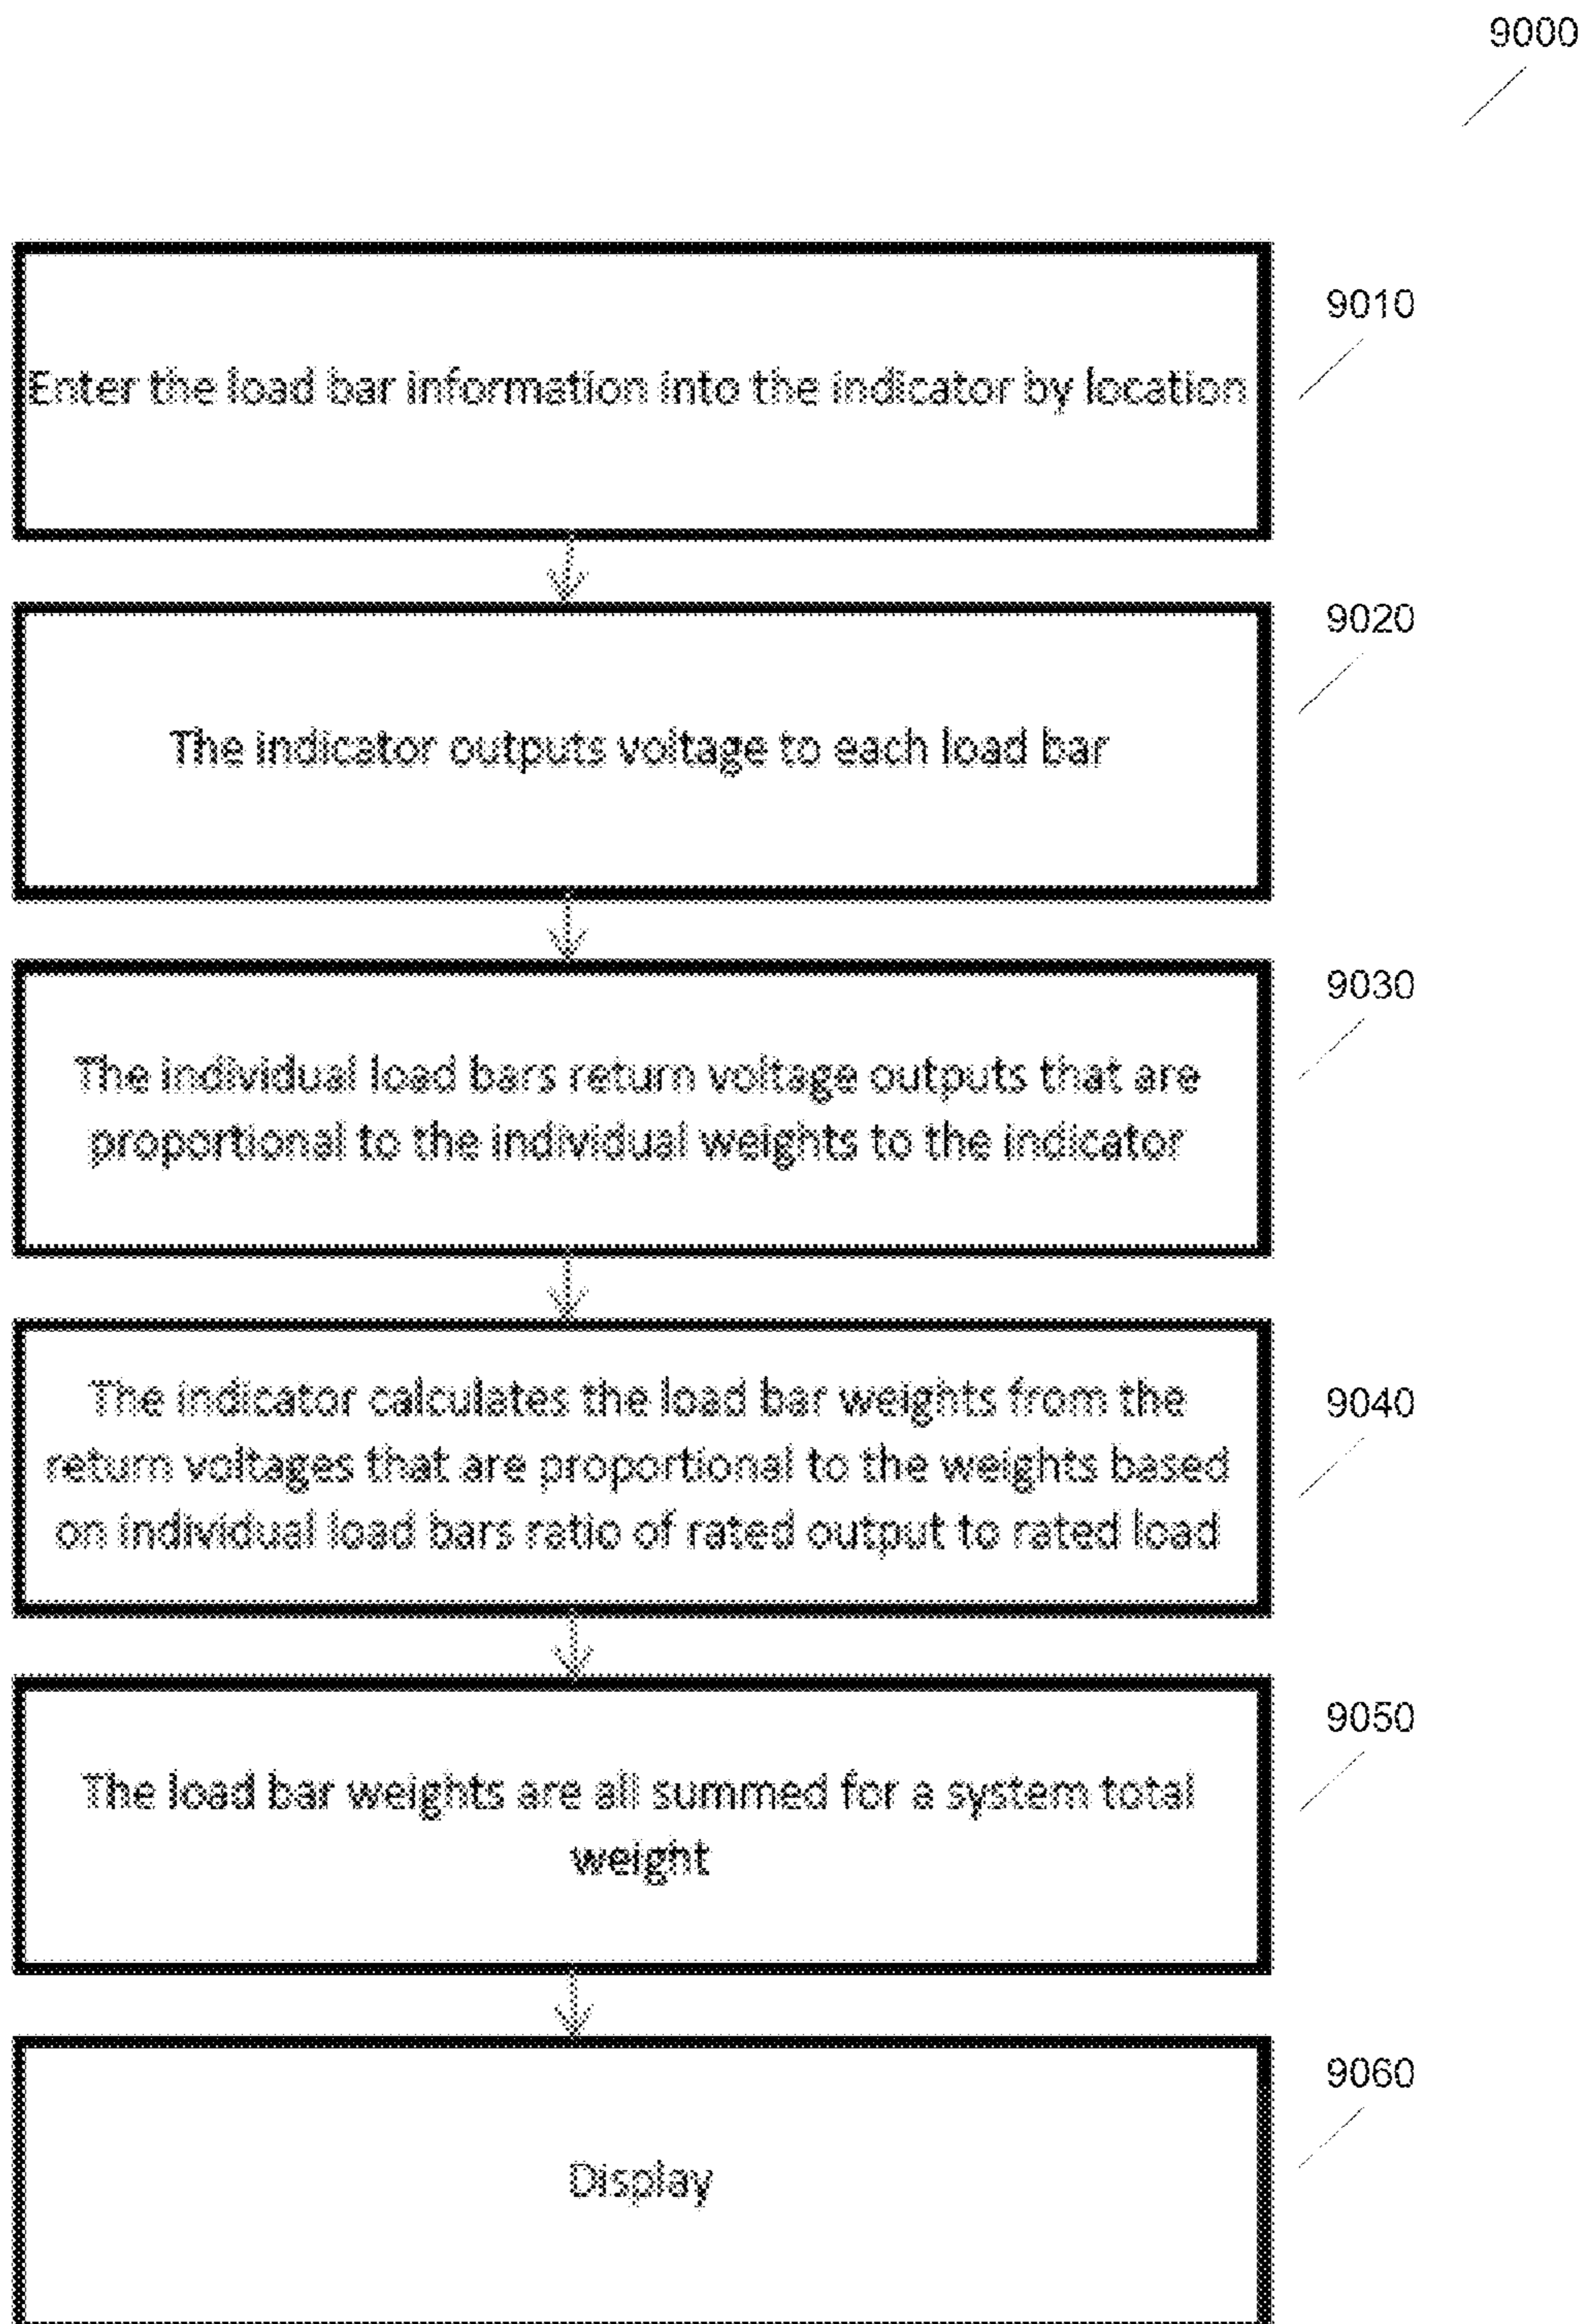 9000
9010
Enter the load bar information into the indicator by location
9020
The indicator outputs voltage to each load bar
9030
The individual load bars return voltage outputs that are
proportional to the individual weights to the indicator
The indicator calculates the load bar weights from the
9040
return voltages that are proportional to the weights based
on individual load bars ratio of rated output to rated load
9050
The load bar weights are all summed for a system total
weight
9060
Display